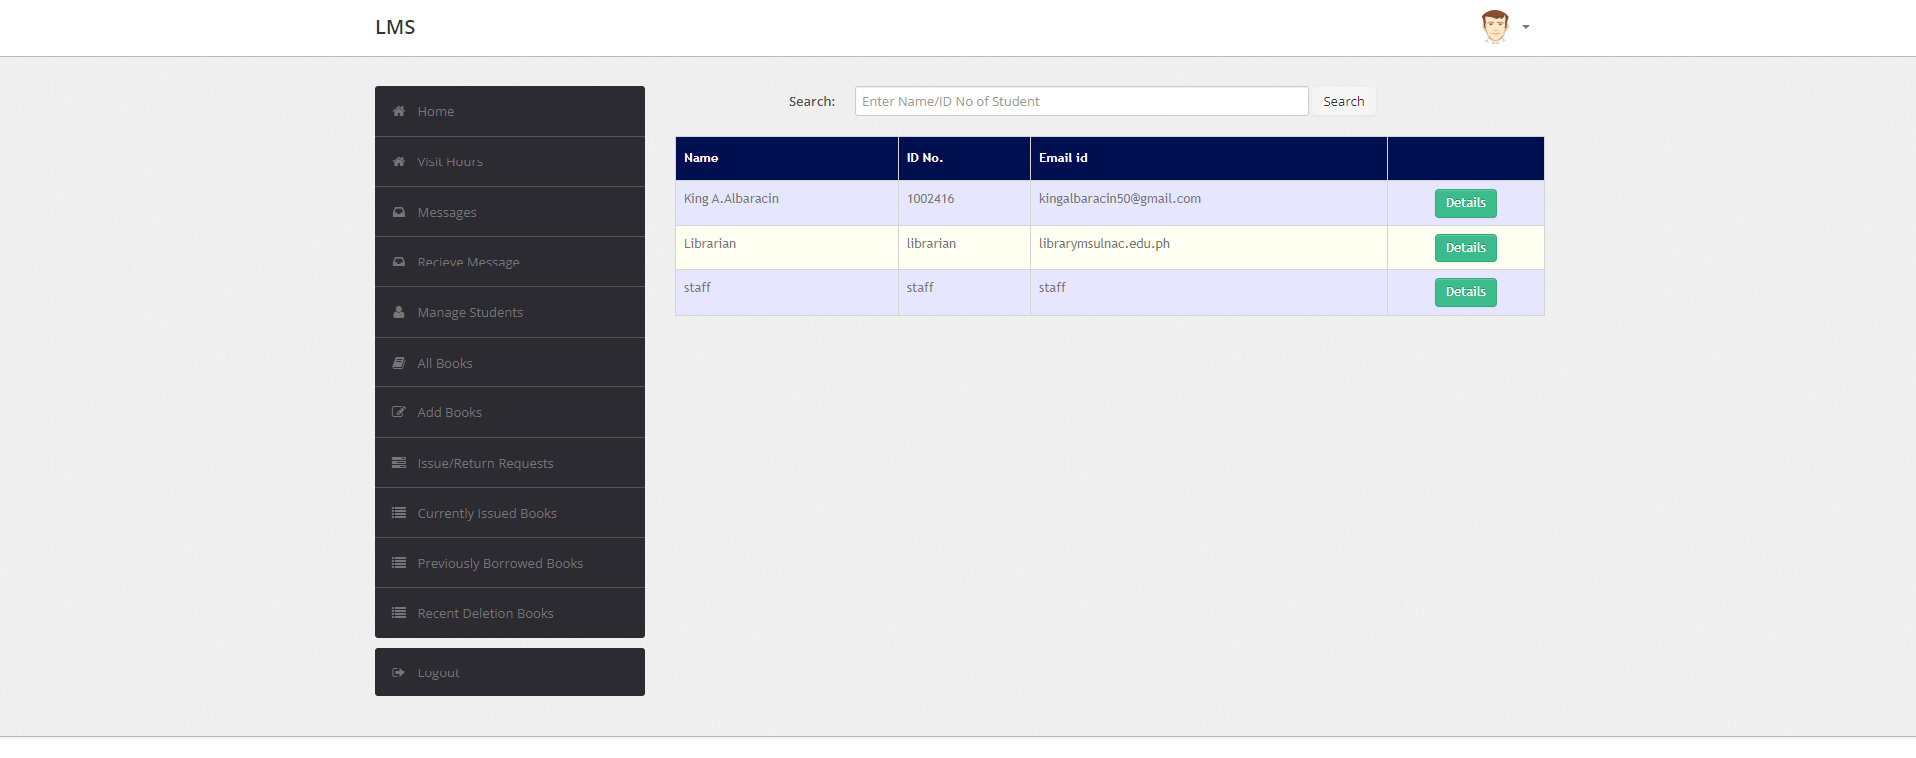 LMS
Home
Visit Hours
Messages
Recieve Message
Manage Students
All Books
Add Books
Issue/Return Requests
Currently Issued Books
Previously Borrowed Books
Recent Deletion Books
Logout
Search: Enter Name/ID No of Student Search
Name ID No. Email id
King A.Albaracin 1002416 kingalbaracin50@gmail.com Details
Librarian librarian librarymsulnac.edu.ph Details
staff staff staff Details